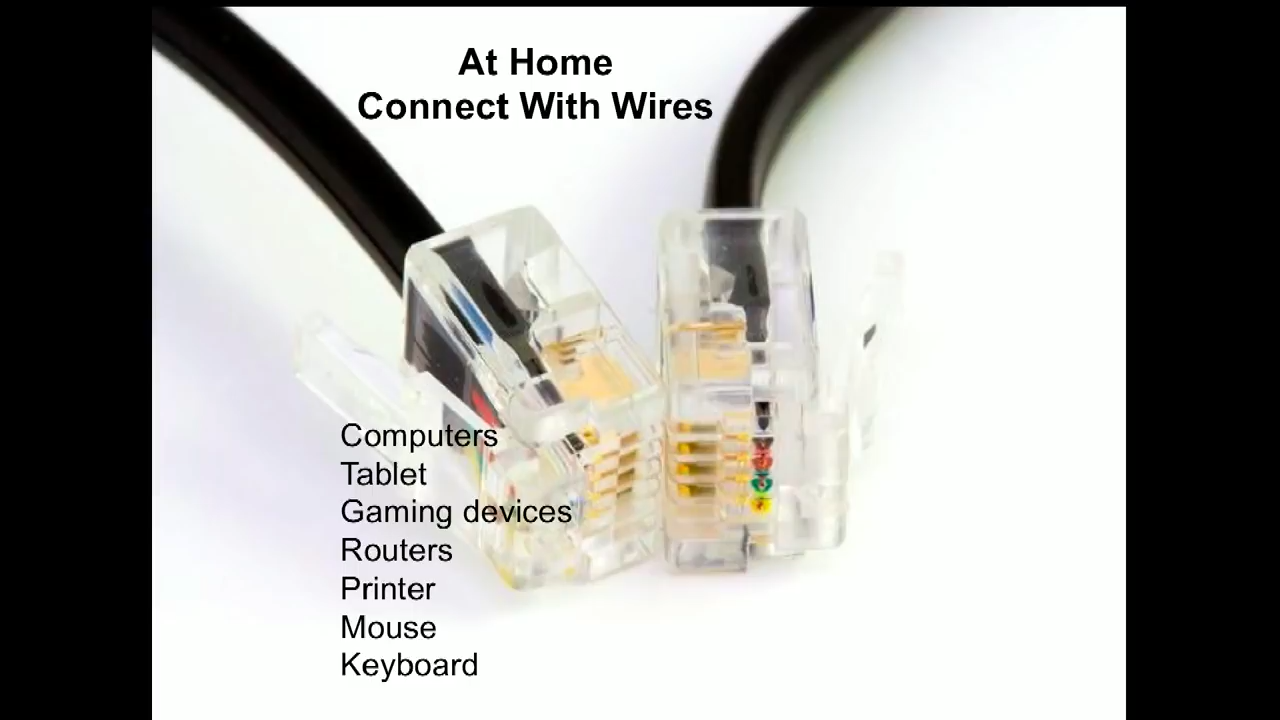 At Home
Connect With Wires
Computers
Tablet
Gaming devices
Routers
Printer
Mouse
Keyboard